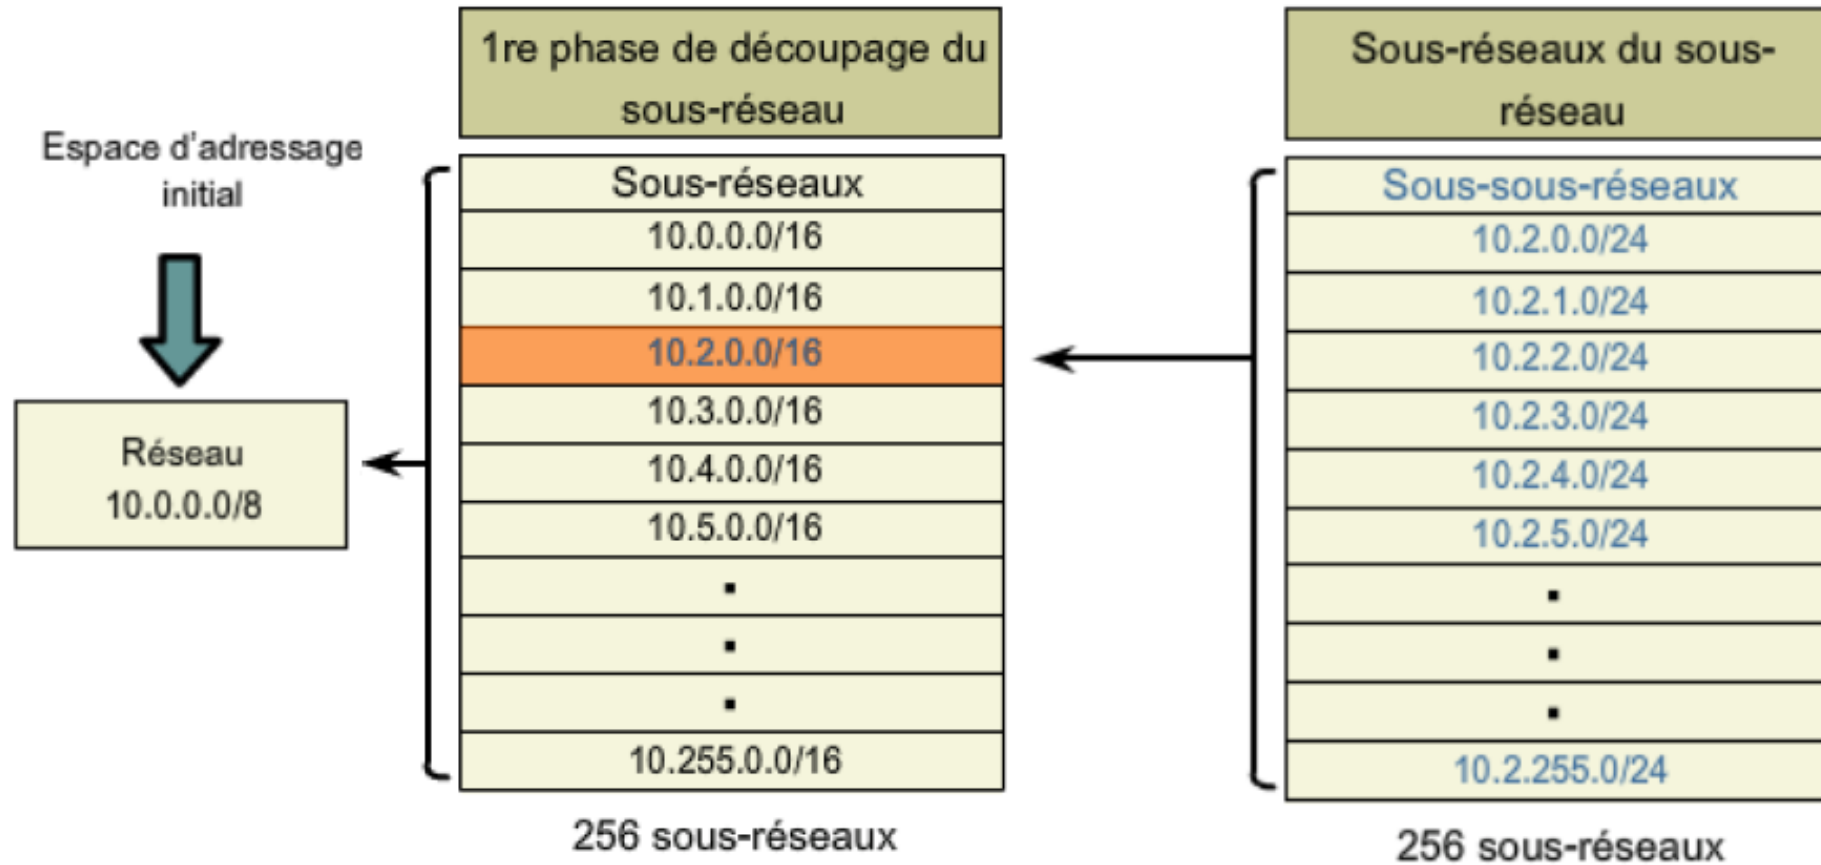 Espace d'adressage
initial
Réseau
10.0.0.0/8
1re phase de découpage du
sous-réseau
Sous-réseaux
10.0.0.0/16
10.1.0.0/16
10.2.0.0/16
10.3.0.0/16
10.4.0.0/16
10.5.0.0/16
.
.
.
10.255.0.0/16
256 sous-réseaux
Sous-réseaux du sous-
réseau
Sous-sous-réseaux
10.2.0.0/24
10.2.1.0/24
10.2.2.0/24
10.2.3.0/24
10.2.4.0/24
10.2.5.0/24
.
.
.
10.2.255.0/24
256 sous-réseaux